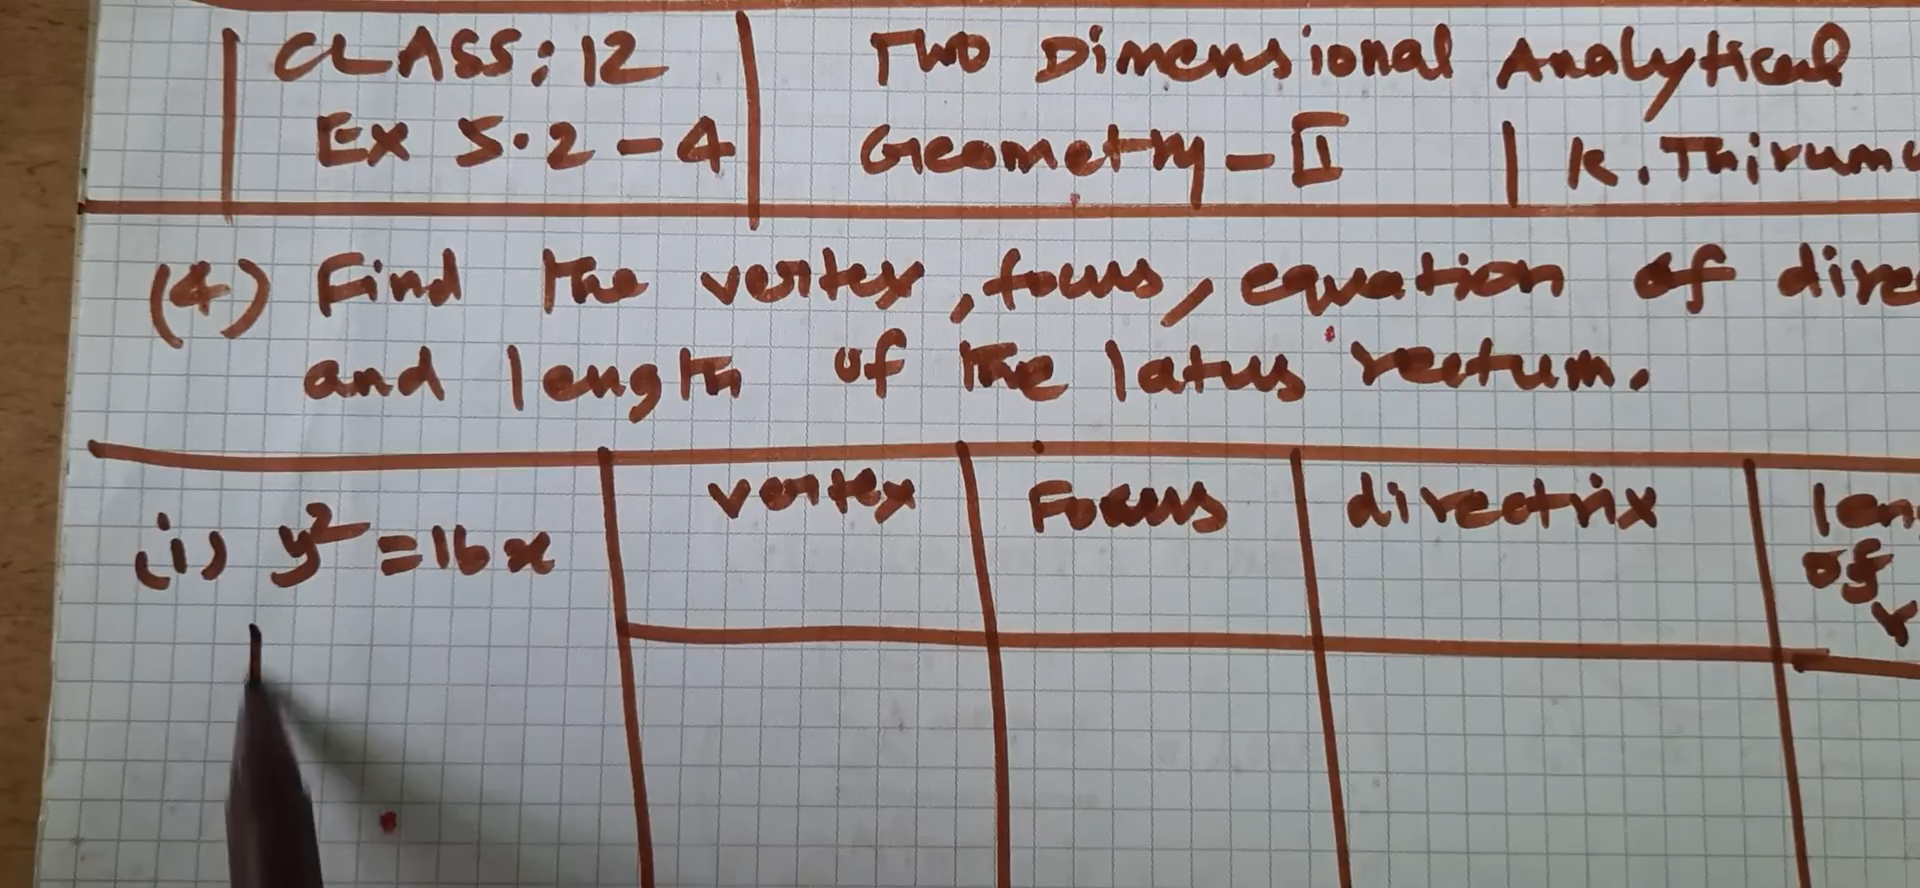 CLASS: 12
Ex 5.2-4
Two Dimensional Analytical
Geometry-II
K. Thirumu
(4) Find the vertex, focus, equation of dire
and length of the latus rectum.
(i) y² = 16x
vertex
Focus
directrix
len
of
r